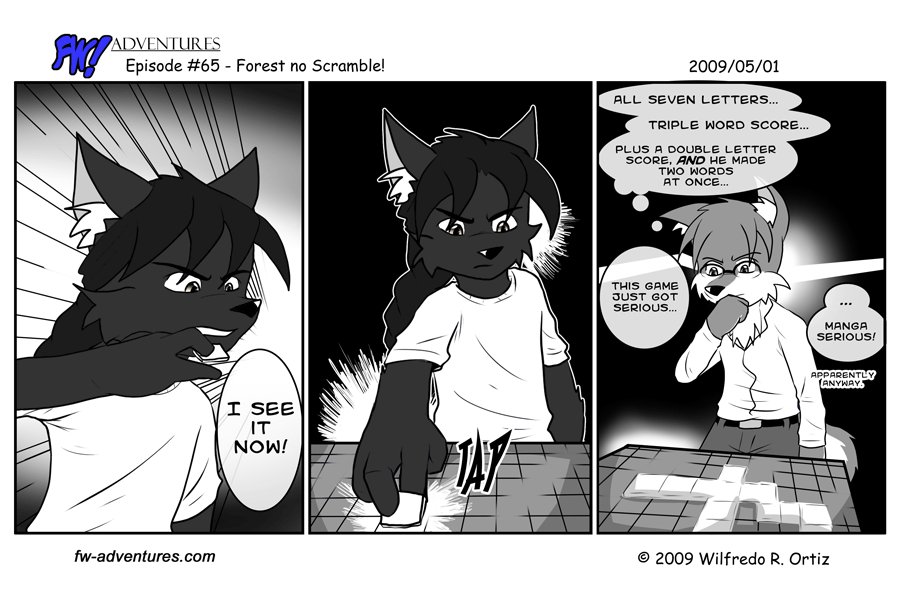 FW! ADVENTURES
Episode #65 - Forest no Scramble!
2009/05/01
I SEE
IT
NOW!
TAP
ALL SEVEN LETTERS...
TRIPLE WORD SCORE...
PLUS A DOUBLE LETTER
SCORE, AND HE MADE
TWO WORDS
AT ONCE...
THIS GAME
JUST GOT
SERIOUS...
...
MANGA
SERIOUS!
APPARENTLY
ANYWAY.
fw-adventures.com
© 2009 Wilfredo R. Ortiz